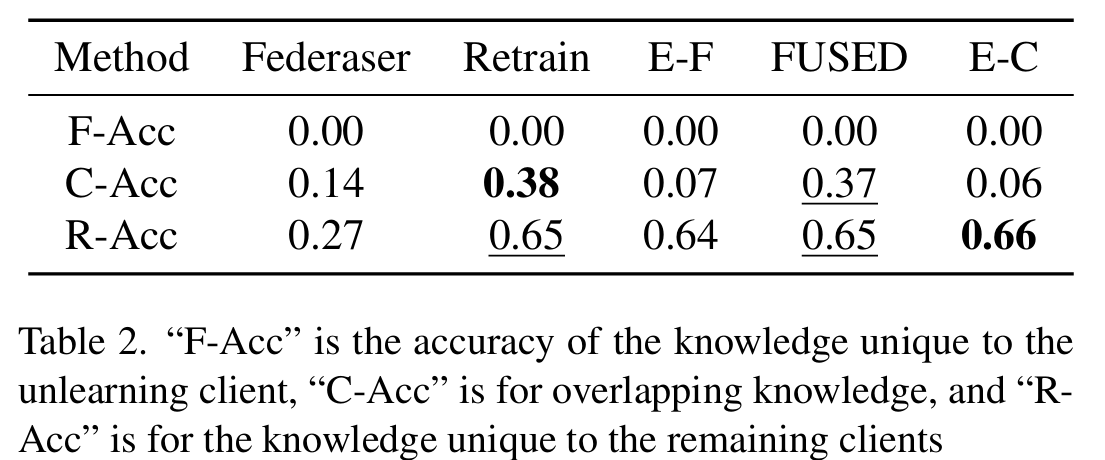 Method Federaser Retrain E-F FUSED E-C
F-Acc 0.00 0.00 0.00 0.00 0.00
C-Acc 0.14 0.38 0.07 0.37 0.06
R-Acc 0.27 0.65 0.64 0.65 0.66
Table 2. “F-Acc” is the accuracy of the knowledge unique to the
unlearning client, “C-Acc” is for overlapping knowledge, and “R-
Acc” is for the knowledge unique to the remaining clients